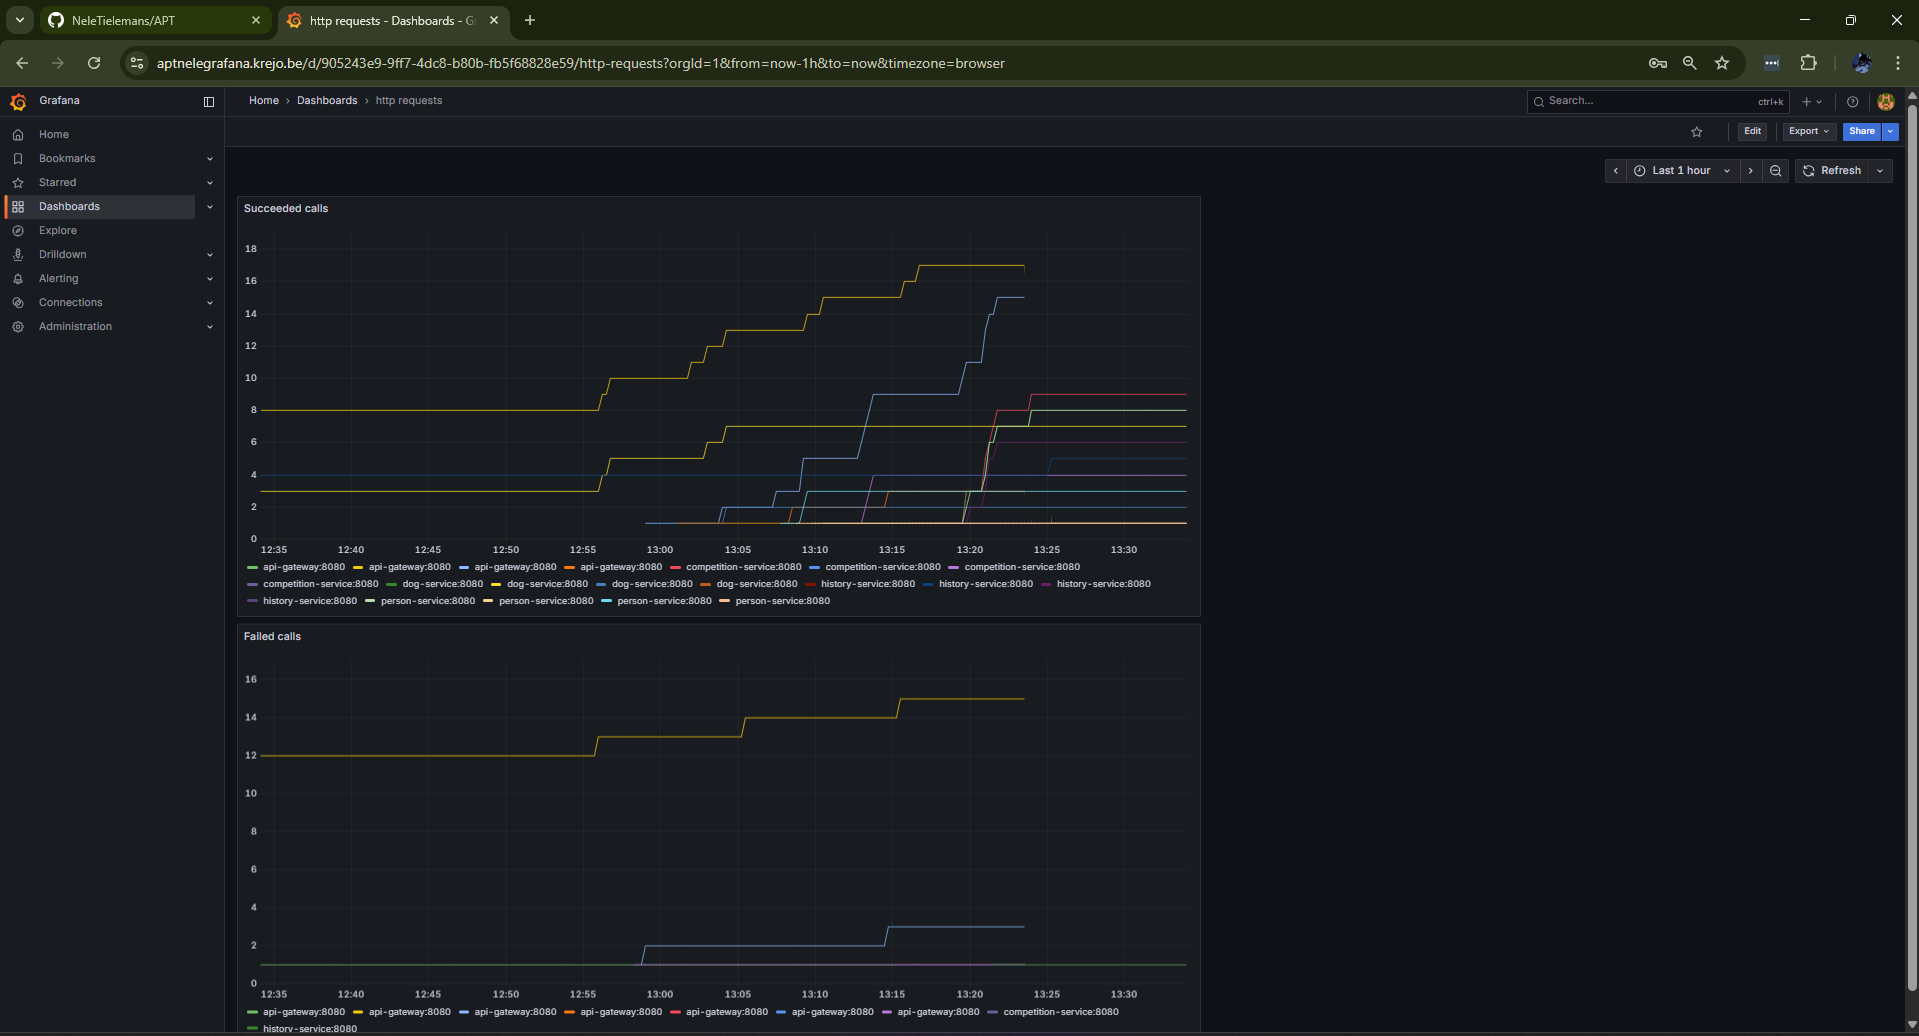 NeleTielemans/APT
http requests - Dashboards - G
aptnelegrafana.krejo.be/d/905243e9-9ff7-4dc8-b80b-fb5f68828e59/http-requests?orgId=1&from=now-1h&to=now&timezone=browser
Grafana
Home › Dashboards › http requests
Search...
ctrl+k
Home
Bookmarks
Starred
Dashboards
Explore
Drilldown
Alerting
Connections
Administration
Edit
Export
Share
Last 1 hour
Refresh
Succeeded calls
18
16
14
12
10
8
6
4
2
0
12:35 12:40 12:45 12:50 12:55 13:00 13:05 13:10 13:15 13:20 13:25 13:30
api-gateway:8080 api-gateway:8080 api-gateway:8080 api-gateway:8080 competition-service:8080 competition-service:8080 competition-service:8080
competition-service:8080 dog-service:8080 dog-service:8080 dog-service:8080 dog-service:8080 history-service:8080 history-service:8080 history-service:8080
history-service:8080 person-service:8080 person-service:8080 person-service:8080 person-service:8080
Failed calls
16
14
12
10
8
6
4
2
0
12:35 12:40 12:45 12:50 12:55 13:00 13:05 13:10 13:15 13:20 13:25 13:30
api-gateway:8080 api-gateway:8080 api-gateway:8080 api-gateway:8080 api-gateway:8080 api-gateway:8080 api-gateway:8080 competition-service:8080
history-service:8080